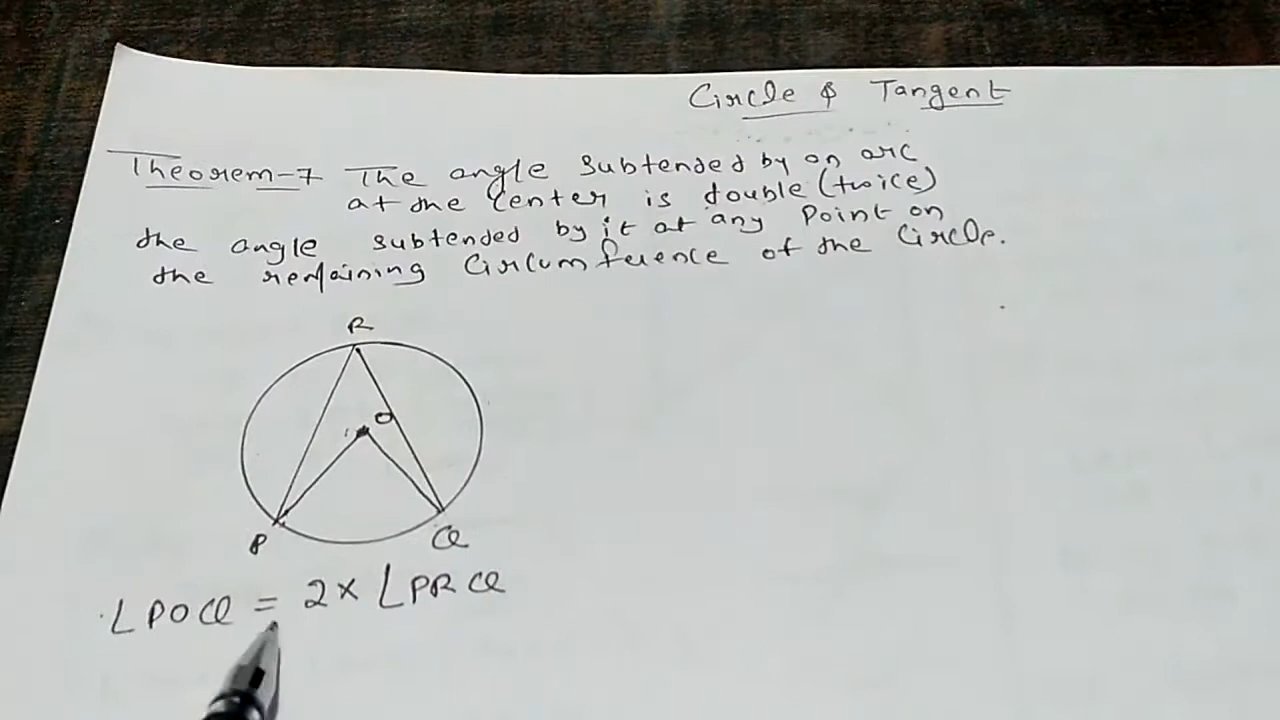 Circle & Tangent
Theorem-7 The angle subtended by an arc
at the Center is double (twice)
the angle subtended by it at any Point on
the remaining Circumference of the Circle.
R
O
P
Q
∠POQ = 2 x ∠PRQ